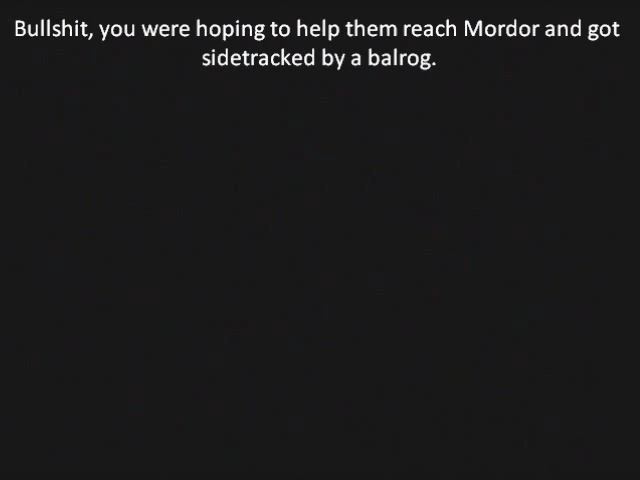 Bullshit, you were hoping to help them reach Mordor and got
sidetracked by a balrog.